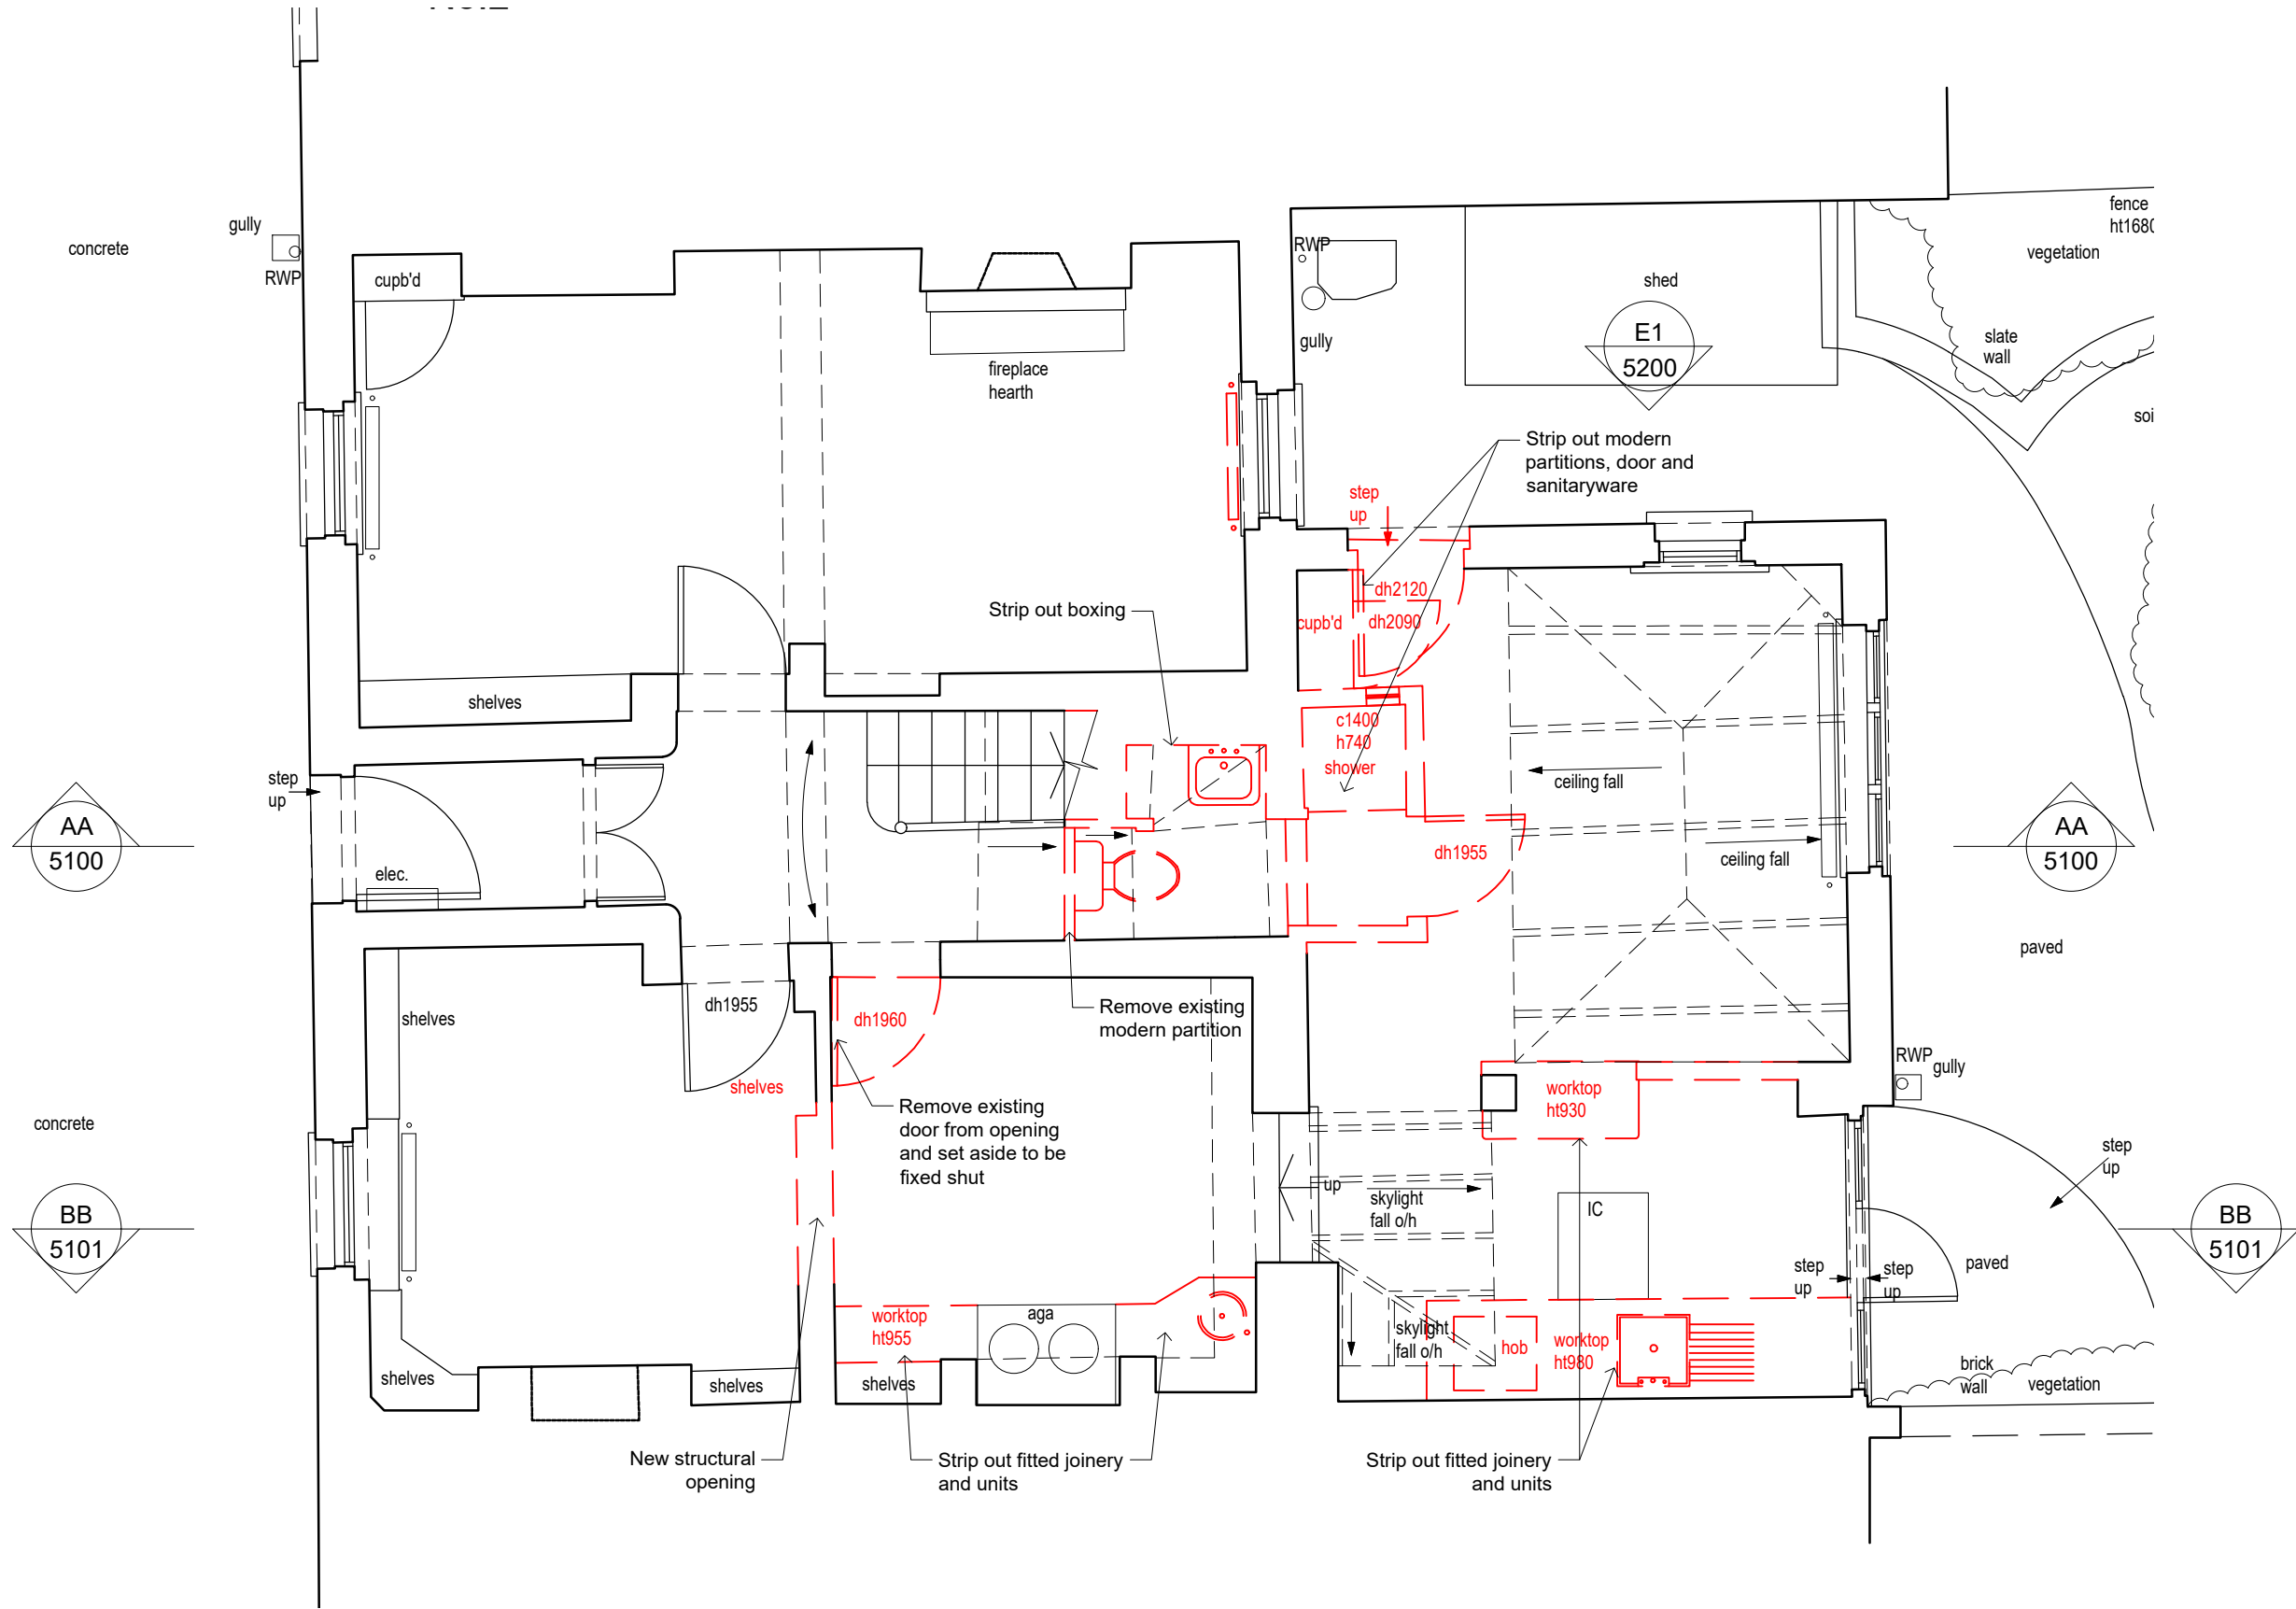 gully
concrete
RWP
cupb'd
fireplace
hearth
RWP
gully
shed
E1
5200
fence
vegetation
slate
wall
Strip out modern
partitions, door and
sanitaryware
step
up
dh2120
dh2090
cupb'd
Strip out boxing
shelves
c1400
h740
shower
ceiling fall
ceiling fall
step
up
AA
5100
elec.
dh1955
AA
5100
paved
shelves
dh1955
dh1960
shelves
Remove existing
modern partition
Remove existing
door from opening
and set aside to be
fixed shut
RWP
gully
worktop
ht930
concrete
step
up
BB
5101
up
skylight
fall o/h
IC
BB
5101
paved
step
up
step
up
worktop
ht955
aga
skylight
fall o/h
hob
worktop
ht980
shelves
shelves
shelves
brick
wall
vegetation
New structural
opening
Strip out fitted joinery
and units
Strip out fitted joinery
and units